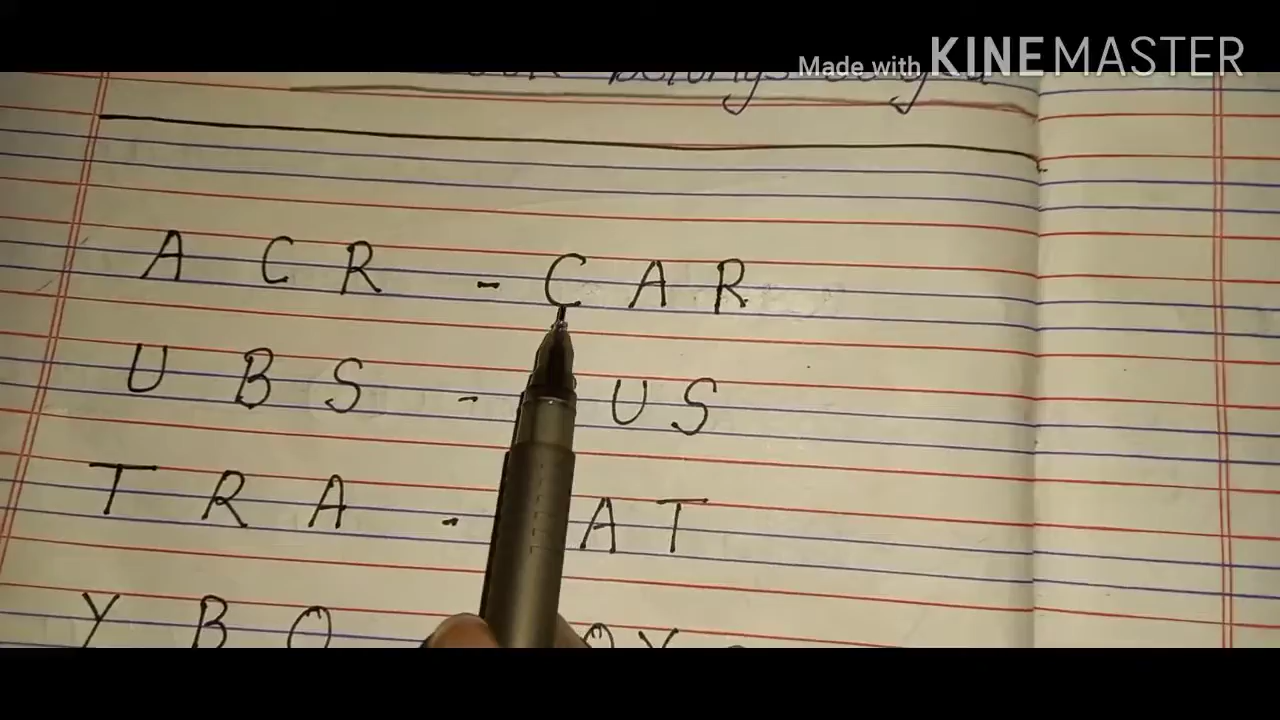 Made with KINEMASTER
A C R - C A R
U B S - U S
T R A - A T
Y B O